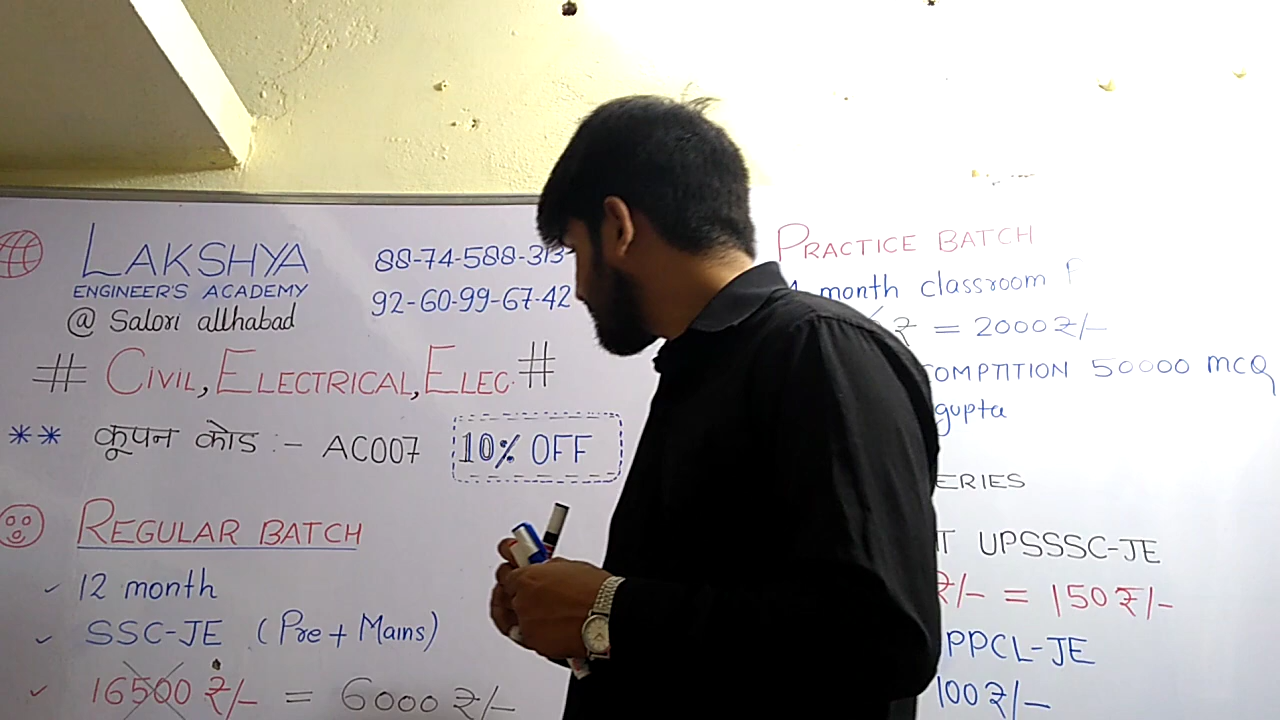 LAKSHYA
ENGINEER'S ACADEMY
@ Salori allhabad
88-74-588-313
92-60-99-67-42
# CIVIL, ELECTRICAL, ELEC. #
** कूपन कोड :- AC007 10% OFF
REGULAR BATCH
✓ 12 month
✓ SSC-JE (Pre + Mains)
✓ 16500 ₹/- = 6000 ₹/-
PRACTICE BATCH
month classroom
₹ = 2000 ₹/-
COMPTITION 50000 MCQ
gupta
ERIES
UPSSSC-JE
₹/- = 150 ₹/-
PPCL-JE
100 ₹/-